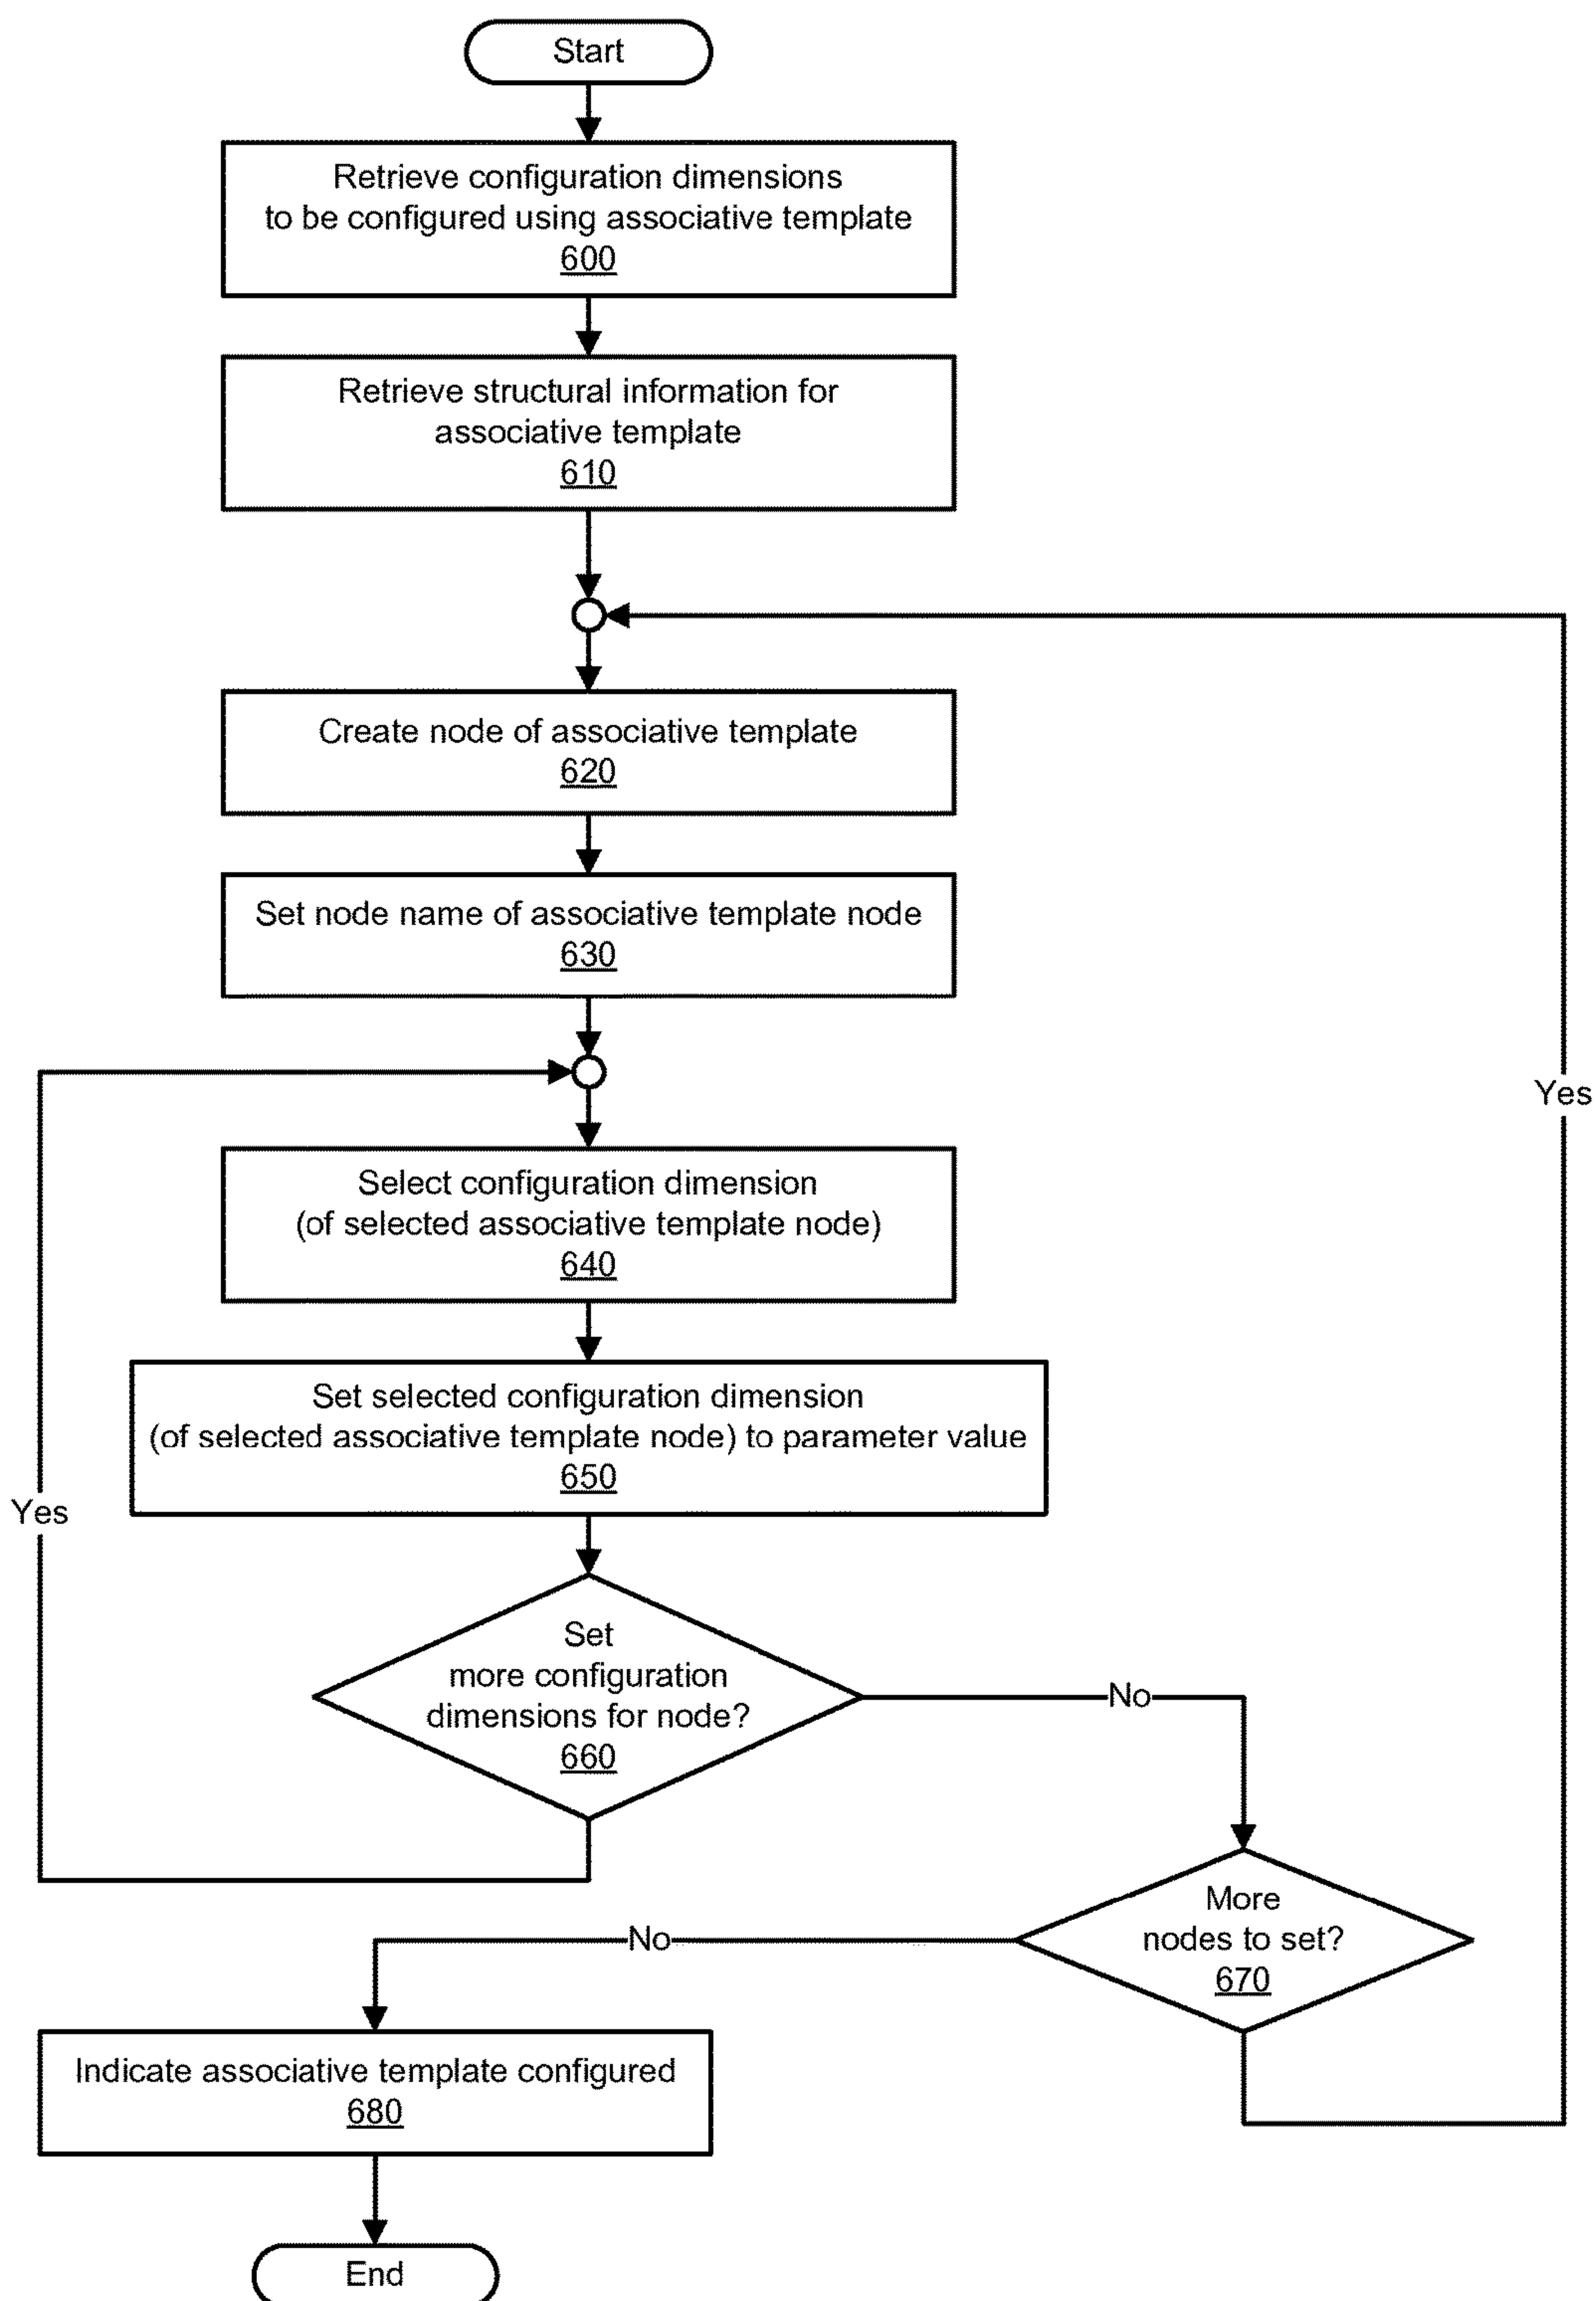 Start
Retrieve configuration dimensions
to be configured using associative template
600
Retrieve structural information for
associative template
610
Create node of associative template
620
Set node name of associative template node
630
Yes
Select configuration dimension
(of selected associative template node)
640
Set selected configuration dimension
(of selected associative template node) to parameter value
650
Yes
Set
more configuration
dimensions for node?
660
No
More
nodes to set?
670
No
Indicate associative template configured
680
End